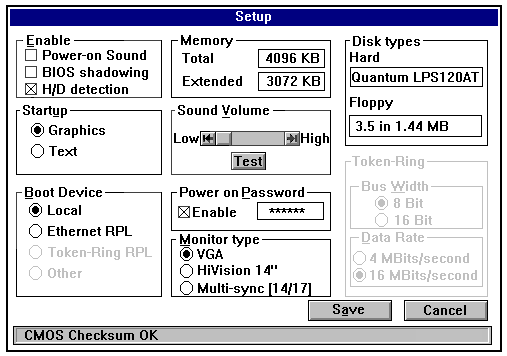 Setup
Enable
Power-on Sound
BIOS shadowing
H/D detection
Memory
Total 4096 KB
Extended 3072 KB
Disk types
Hard
Quantum LPS120AT
Floppy
3.5 in 1.44 MB
Startup
Graphics
Text
Sound Volume
Low High
Test
Boot Device
Local
Ethernet RPL
Token-Ring RPL
Other
Power on Password
Enable ******
Monitor type
VGA
HiVision 14"
Multi-sync [14/17]
Token-Ring
Bus Width
8 Bit
16 Bit
Data Rate
4 MBits/second
16 MBits/second
Save Cancel
CMOS Checksum OK